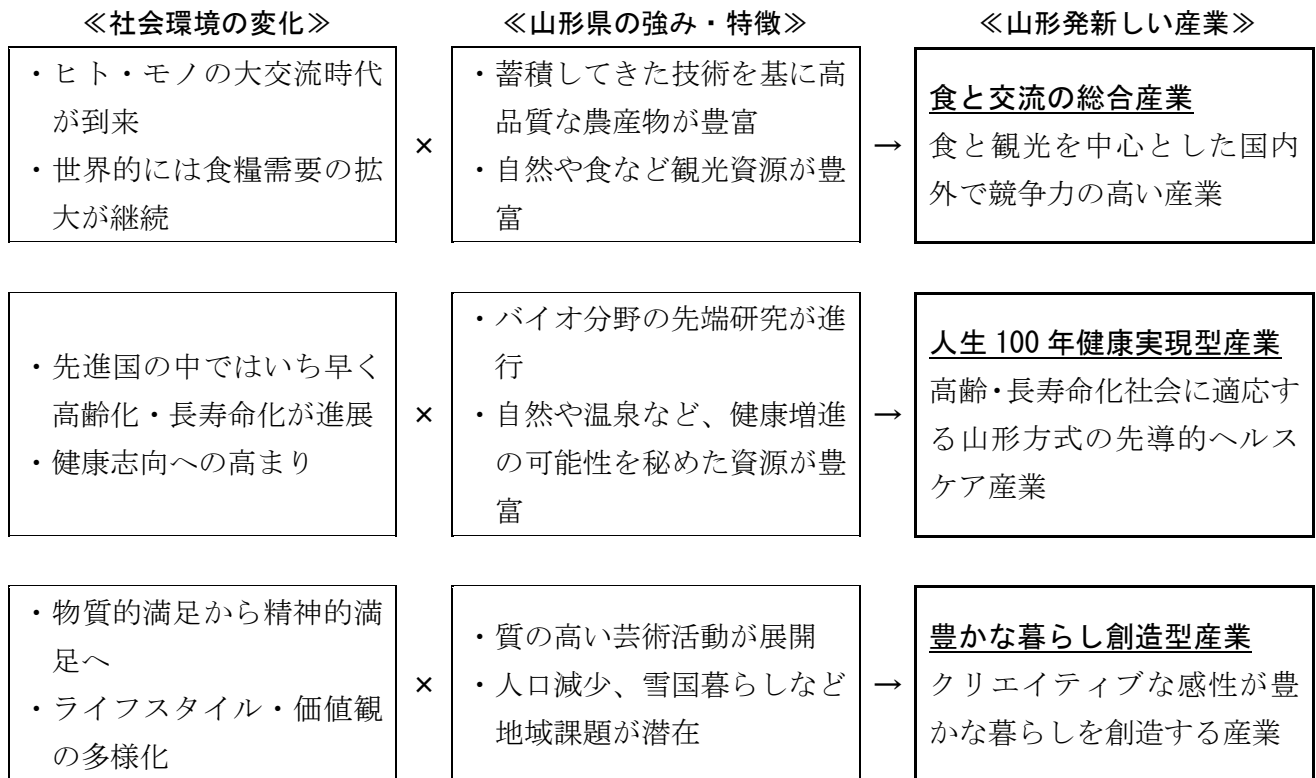 ≪社会環境の変化≫
≪山形県の強み・特徴≫
≪山形発新しい産業≫
・ヒト・モノの大交流時代
が到来
・世界的には食糧需要の拡
大が継続
×
・蓄積してきた技術を基に高
品質な農産物が豊富
・自然や食など観光資源が豊
富
→
食と交流の総合産業
食と観光を中心とした国内
外で競争力の高い産業
・先進国の中ではいち早く
高齢化・長寿命化が進展
・健康志向への高まり
×
・バイオ分野の先端研究が進
行
・自然や温泉など、健康増進
の可能性を秘めた資源が豊
富
→
人生 100 年健康実現型産業
高齢・長寿命化社会に適応す
る山形方式の先導的ヘルス
ケア産業
・物質的満足から精神的満
足へ
・ライフスタイル・価値観
の多様化
×
・質の高い芸術活動が展開
・人口減少、雪国暮らしなど
地域課題が潜在
→
豊かな暮らし創造型産業
クリエイティブな感性が豊
かな暮らしを創造する産業